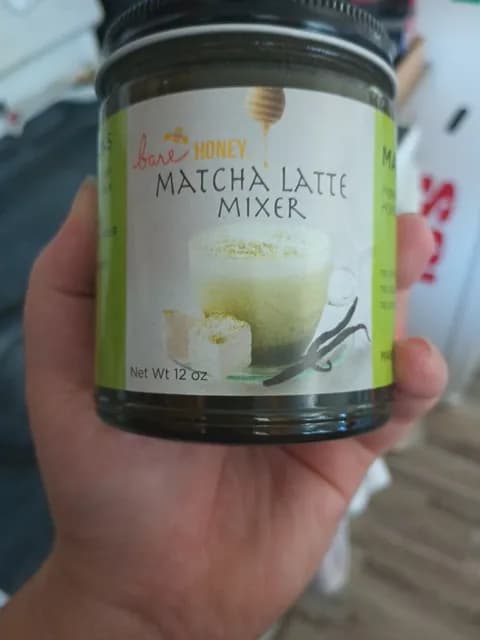 bare HONEY
MATCHA LATTE
MIXER
Net Wt 12 oz